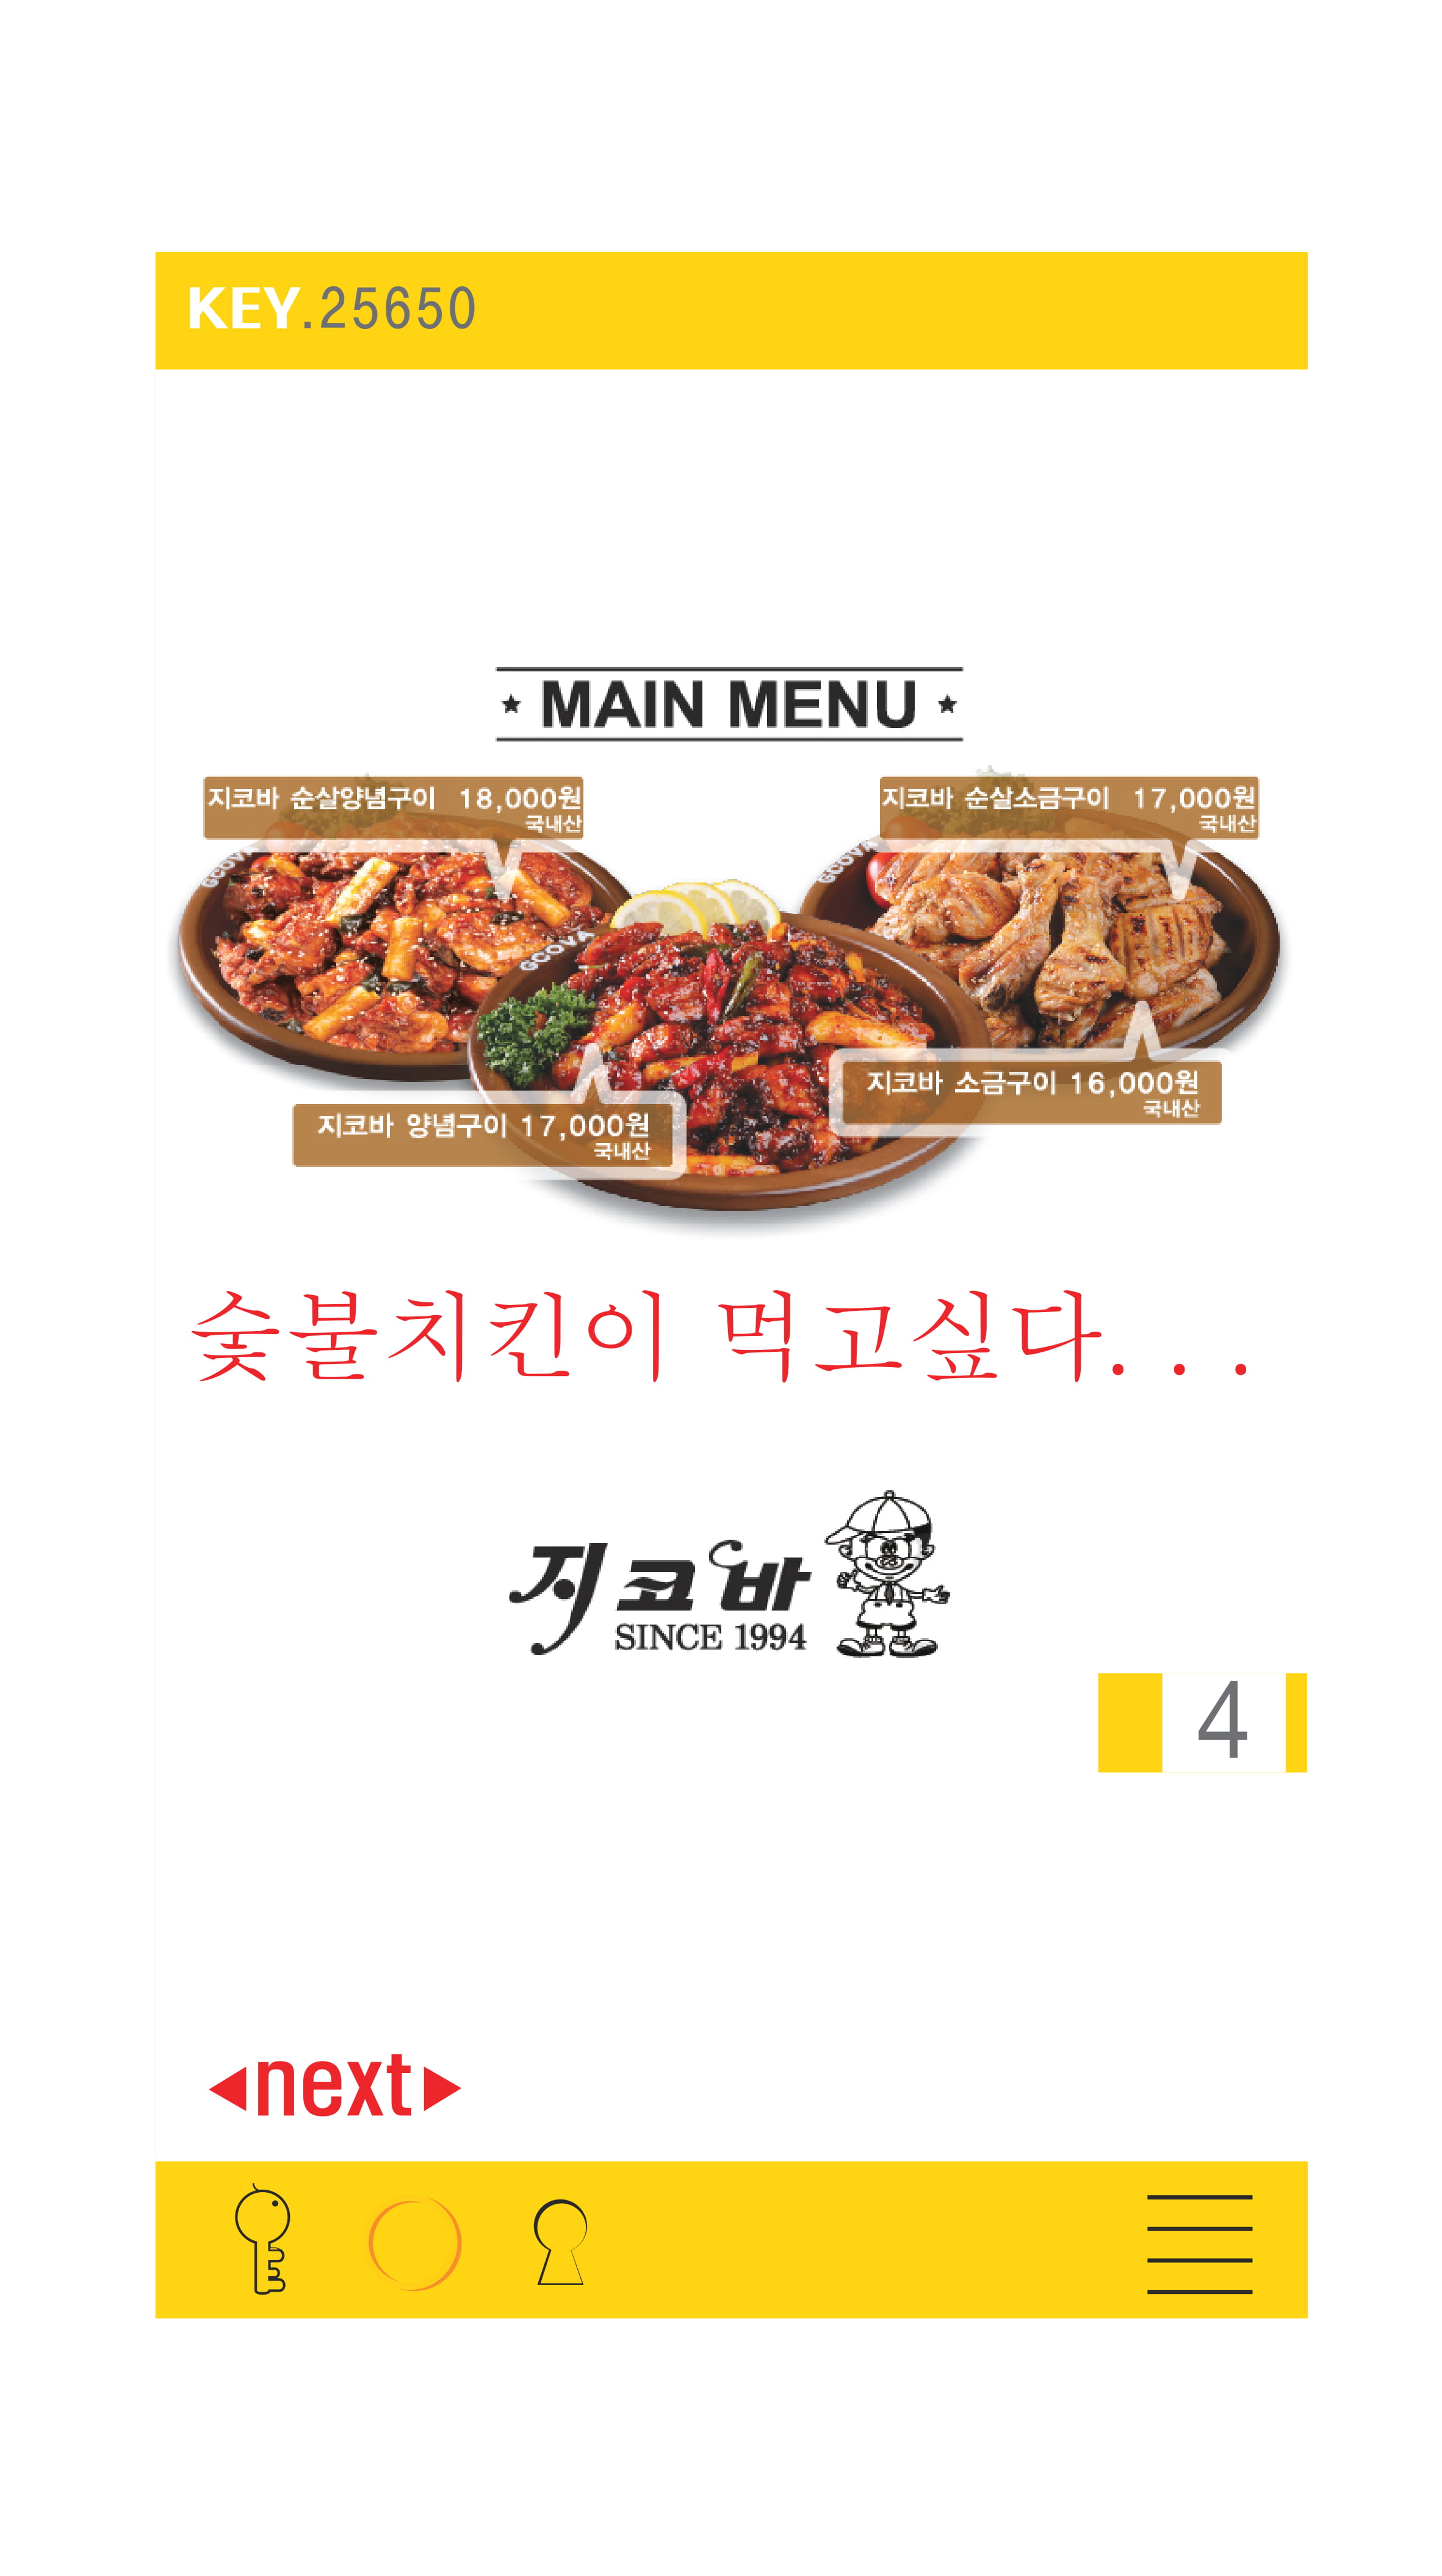 KEY.25650
★ MAIN MENU ★
지코바 순살양념구이 18,000원
국내산
지코바 순살소금구이 17,000원
국내산
GCOVA
GCOVA
GCOVA
지코바 소금구이 16,000원
국내산
지코바 양념구이 17,000원
국내산
숯불치킨이 먹고싶다...
지코바
SINCE 1994
4
◀next▶